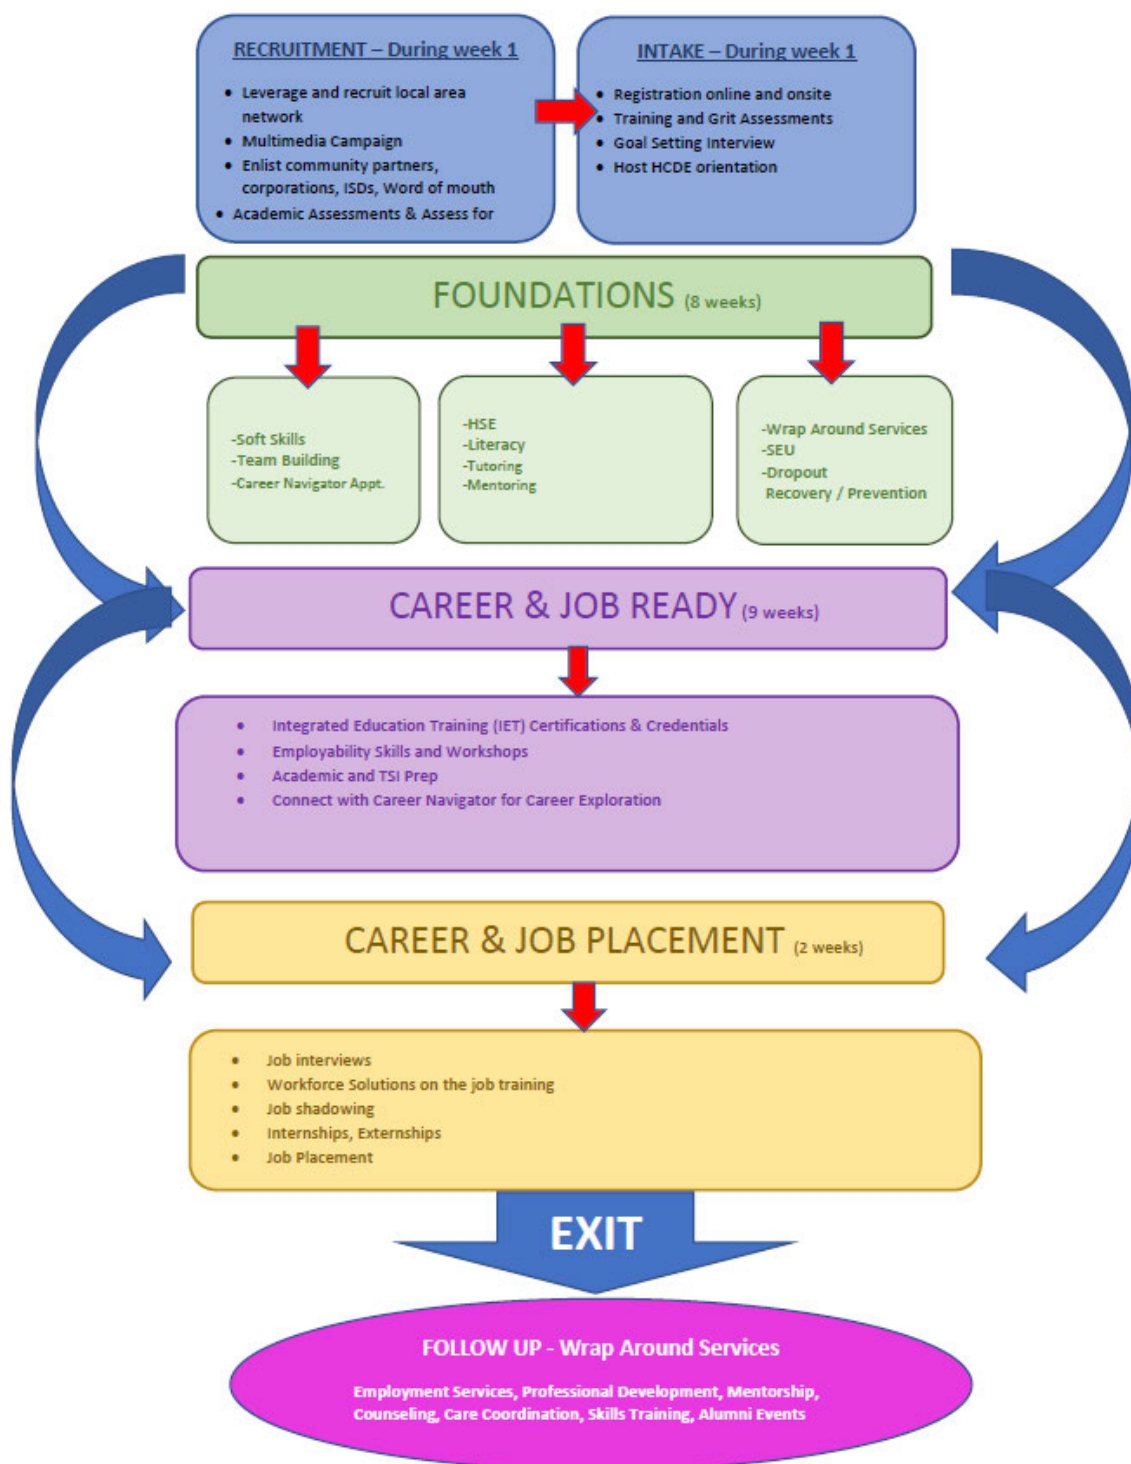 RECRUITMENT – During week 1
• Leverage and recruit local area
network
• Multimedia Campaign
• Enlist community partners,
corporations, ISDs, Word of mouth
• Academic Assessments & Assess for
INTAKE – During week 1
• Registration online and onsite
• Training and Grit Assessments
• Goal Setting Interview
• Host HCDE orientation
FOUNDATIONS (8 weeks)
-Soft Skills
-Team Building
-Career Navigator Appt.
-HSE
-Literacy
-Tutoring
-Mentoring
-Wrap Around Services
-SEU
-Dropout
Recovery / Prevention
CAREER & JOB READY (9 weeks)
• Integrated Education Training (IET) Certifications & Credentials
• Employability Skills and Workshops
• Academic and TSI Prep
• Connect with Career Navigator for Career Exploration
CAREER & JOB PLACEMENT (2 weeks)
• Job interviews
• Workforce Solutions on the job training
• Job shadowing
• Internships, Externships
• Job Placement
EXIT
FOLLOW UP - Wrap Around Services
Employment Services, Professional Development, Mentorship,
Counseling, Care Coordination, Skills Training, Alumni Events